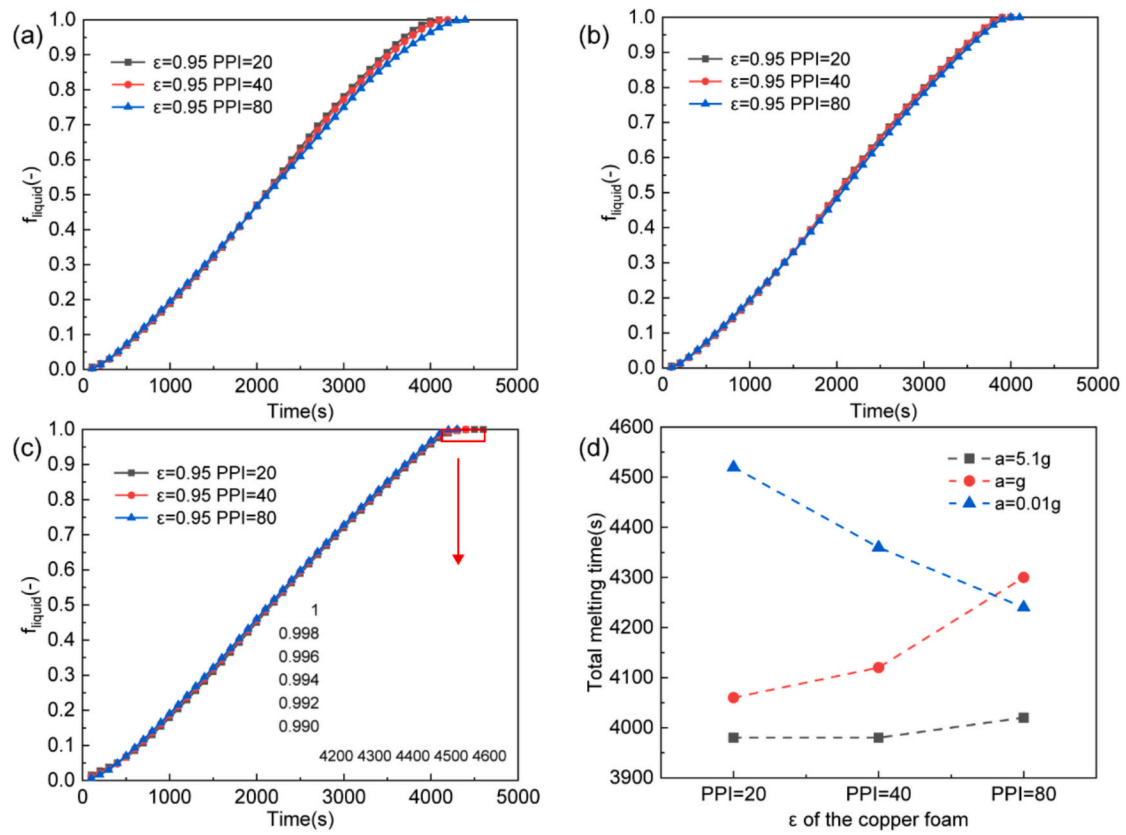 (a)
ε=0.95 PPI=20
ε=0.95 PPI=40
ε=0.95 PPI=80
1.0
0.9
0.8
0.7
0.6
0.5
0.4
0.3
0.2
0.1
0.0
fliquid(-)
0 1000 2000 3000 4000 5000
Time(s)
(b)
ε=0.95 PPI=20
ε=0.95 PPI=40
ε=0.95 PPI=80
1.0
0.9
0.8
0.7
0.6
0.5
0.4
0.3
0.2
0.1
0.0
fliquid(-)
0 1000 2000 3000 4000 5000
Time(s)
(c)
ε=0.95 PPI=20
ε=0.95 PPI=40
ε=0.95 PPI=80
1.0
0.9
0.8
0.7
0.6
0.5
0.4
0.3
0.2
0.1
0.0
fliquid(-)
1
0.998
0.996
0.994
0.992
0.990
4200 4300 4400 4500 4600
0 1000 2000 3000 4000 5000
Time(s)
(d)
a=5.1g
a=g
a=0.01g
4600
4500
4400
4300
4200
4100
4000
3900
Total melting time(s)
PPI=20 PPI=40 PPI=80
ε of the copper foam